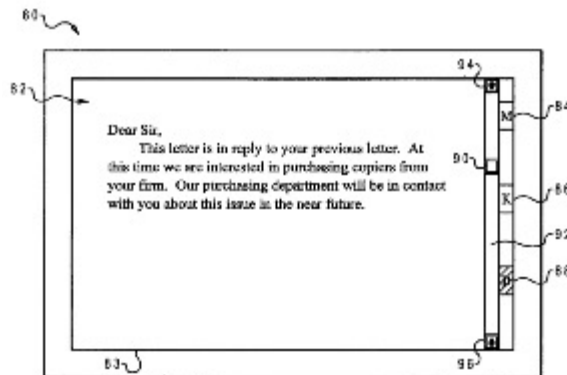 80
94
82
84
M
Dear Sir,
This letter is in reply to your previous letter. At
90
this time we are interested in purchasing copiers from
your firm. Our purchasing department will be in contact
86
K
with you about this issue in the near future.
92
88
83
96